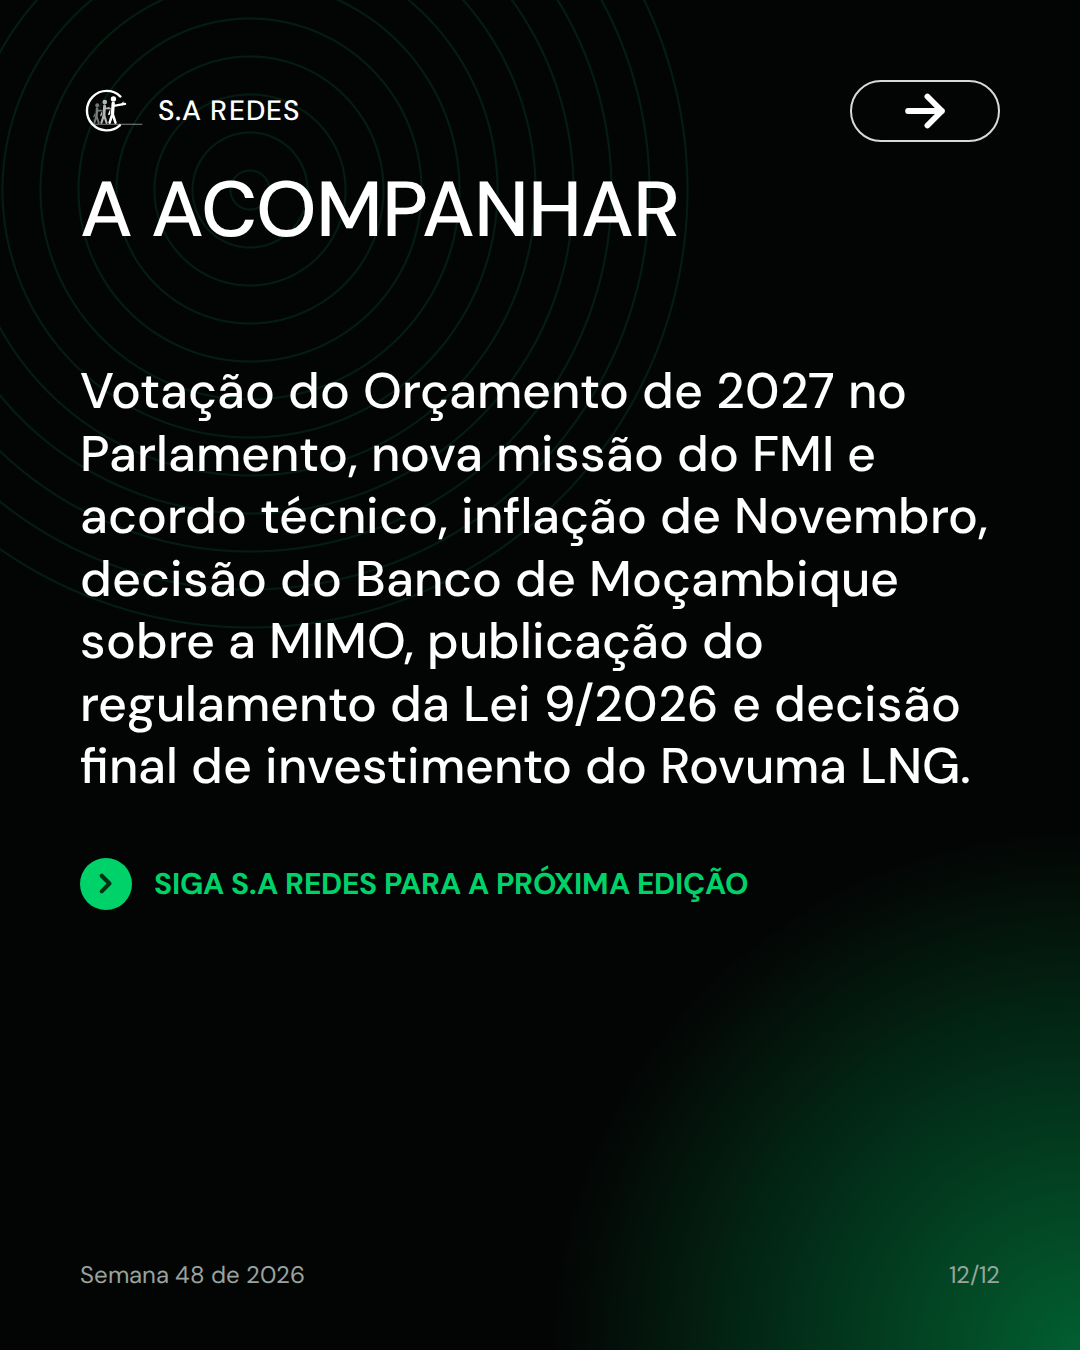 S.A REDES
A ACOMPANHAR
Votação do Orçamento de 2027 no
Parlamento, nova missão do FMI e
acordo técnico, inflação de Novembro,
decisão do Banco de Moçambique
sobre a MIMO, publicação do
regulamento da Lei 9/2026 e decisão
final de investimento do Rovuma LNG.
SIGA S.A REDES PARA A PRÓXIMA EDIÇÃO
Semana 48 de 2026
12/12